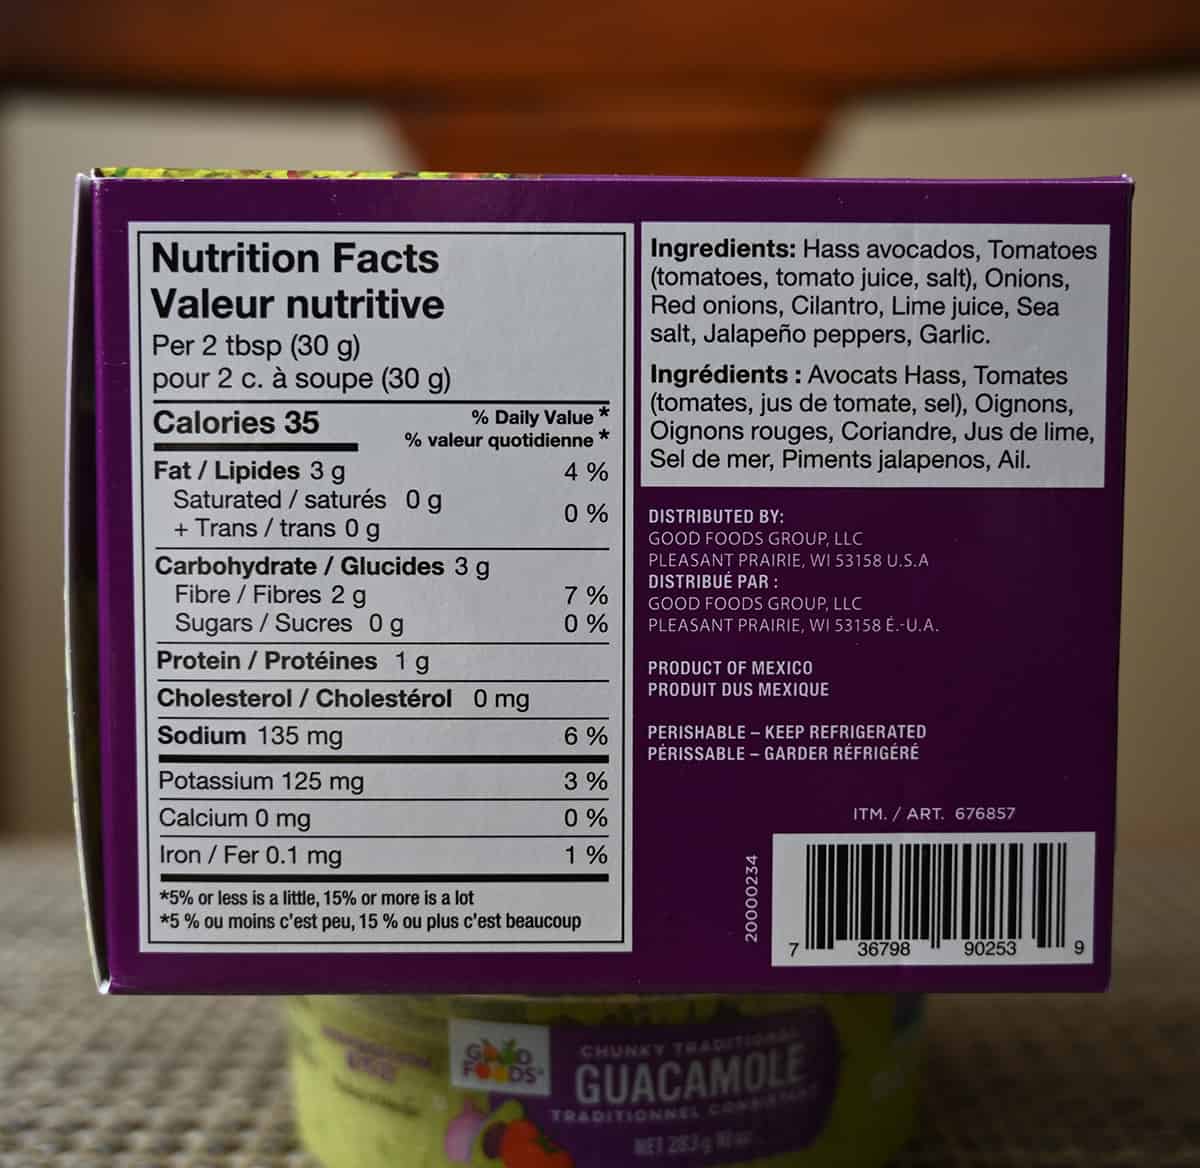 Nutrition Facts
Valeur nutritive
Per 2 tbsp (30 g)
pour 2 c. à soupe (30 g)
Calories 35
% Daily Value *
% valeur quotidienne *
Fat / Lipides 3 g 4 %
Saturated / saturés 0 g
+ Trans / trans 0 g
0 %
Carbohydrate / Glucides 3 g
Fibre / Fibres 2 g 7 %
Sugars / Sucres 0 g 0 %
Protein / Protéines 1 g
Cholesterol / Cholestérol 0 mg
Sodium 135 mg 6 %
Potassium 125 mg 3 %
Calcium 0 mg 0 %
Iron / Fer 0.1 mg 1 %
*5% or less is a little, 15% or more is a lot
*5 % ou moins c'est peu, 15 % ou plus c'est beaucoup
Ingredients: Hass avocados, Tomatoes
(tomatoes, tomato juice, salt), Onions,
Red onions, Cilantro, Lime juice, Sea
salt, Jalapeño peppers, Garlic.
Ingrédients : Avocats Hass, Tomates
(tomates, jus de tomate, sel), Oignons,
Oignons rouges, Coriandre, Jus de lime,
Sel de mer, Piments jalapenos, Ail.
DISTRIBUTED BY:
GOOD FOODS GROUP, LLC
PLEASANT PRAIRIE, WI 53158 U.S.A
DISTRIBUÉ PAR :
GOOD FOODS GROUP, LLC
PLEASANT PRAIRIE, WI 53158 É.-U.A.
PRODUCT OF MEXICO
PRODUIT DUS MEXIQUE
PERISHABLE – KEEP REFRIGERATED
PÉRISSABLE – GARDER RÉFRIGÉRÉ
ITM. / ART. 676857
20000234
7 36798 90253 9
GOOD
FOODS
CHUNKY TRADITIONAL
GUACAMOLE
TRADITIONNEL
NET 283 g